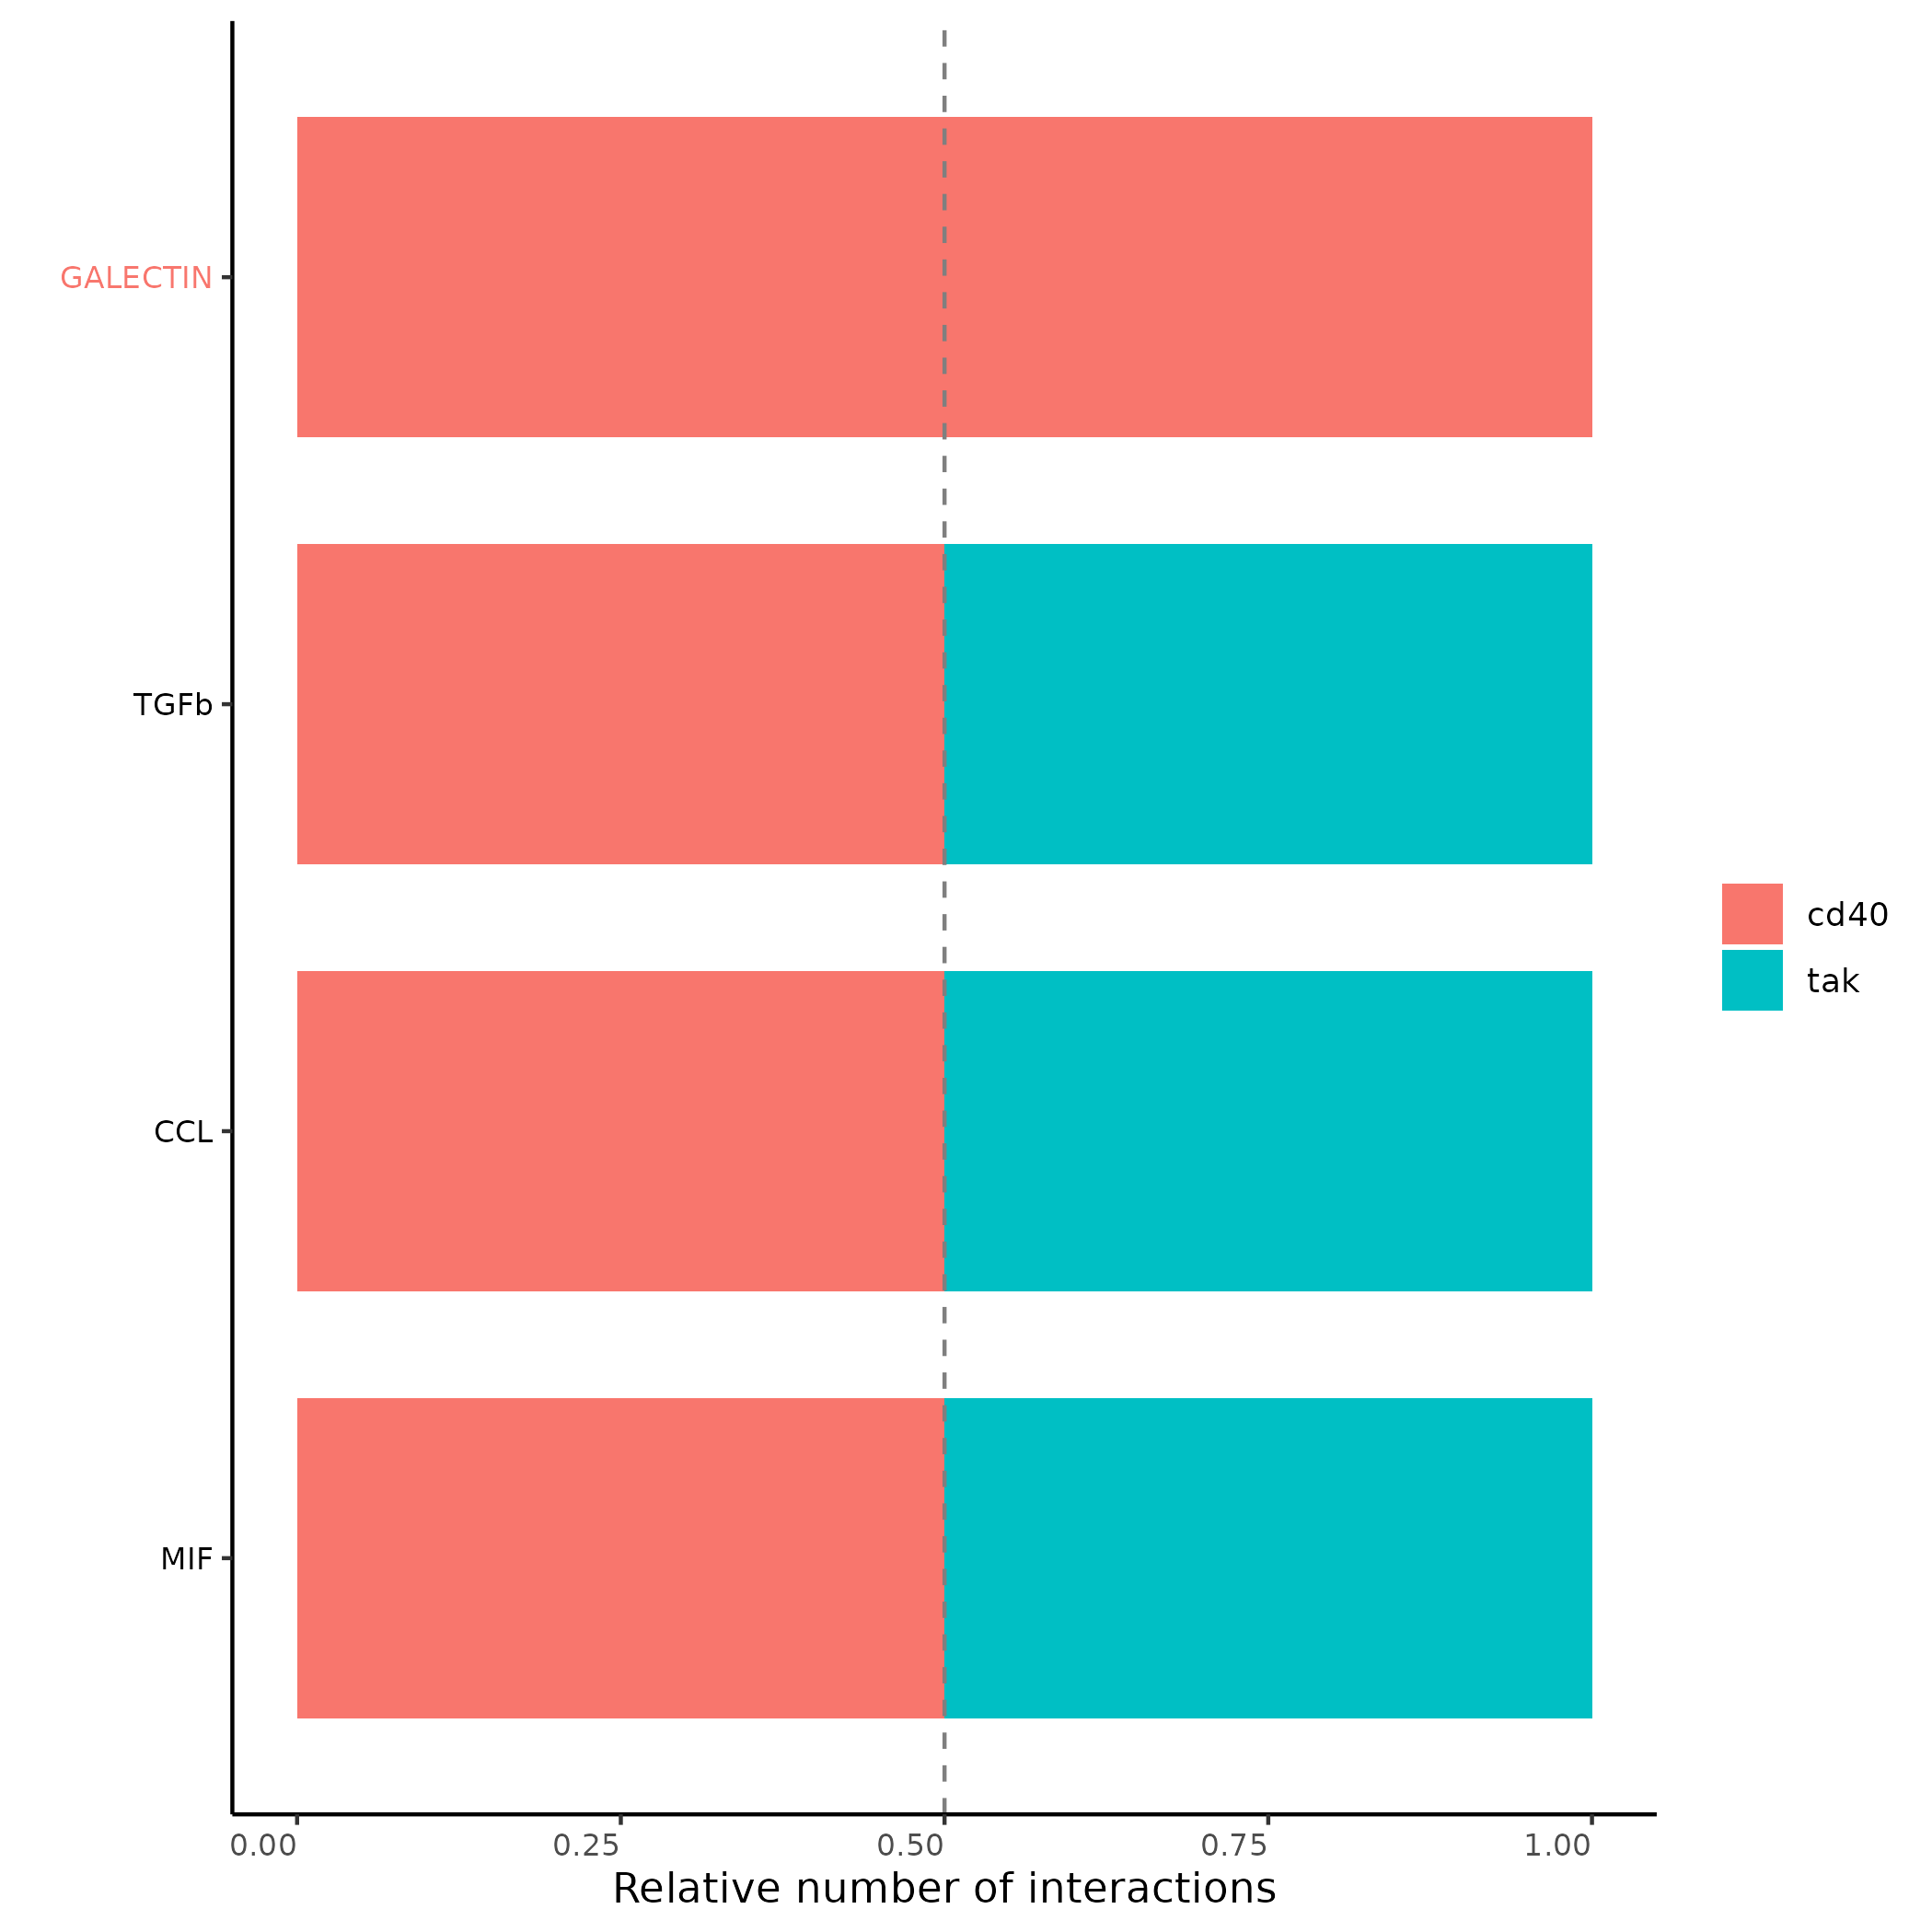 GALECTIN
TGFb
CCL
MIF
cd40
tak
0.00 0.25 0.50 0.75 1.00
Relative number of interactions